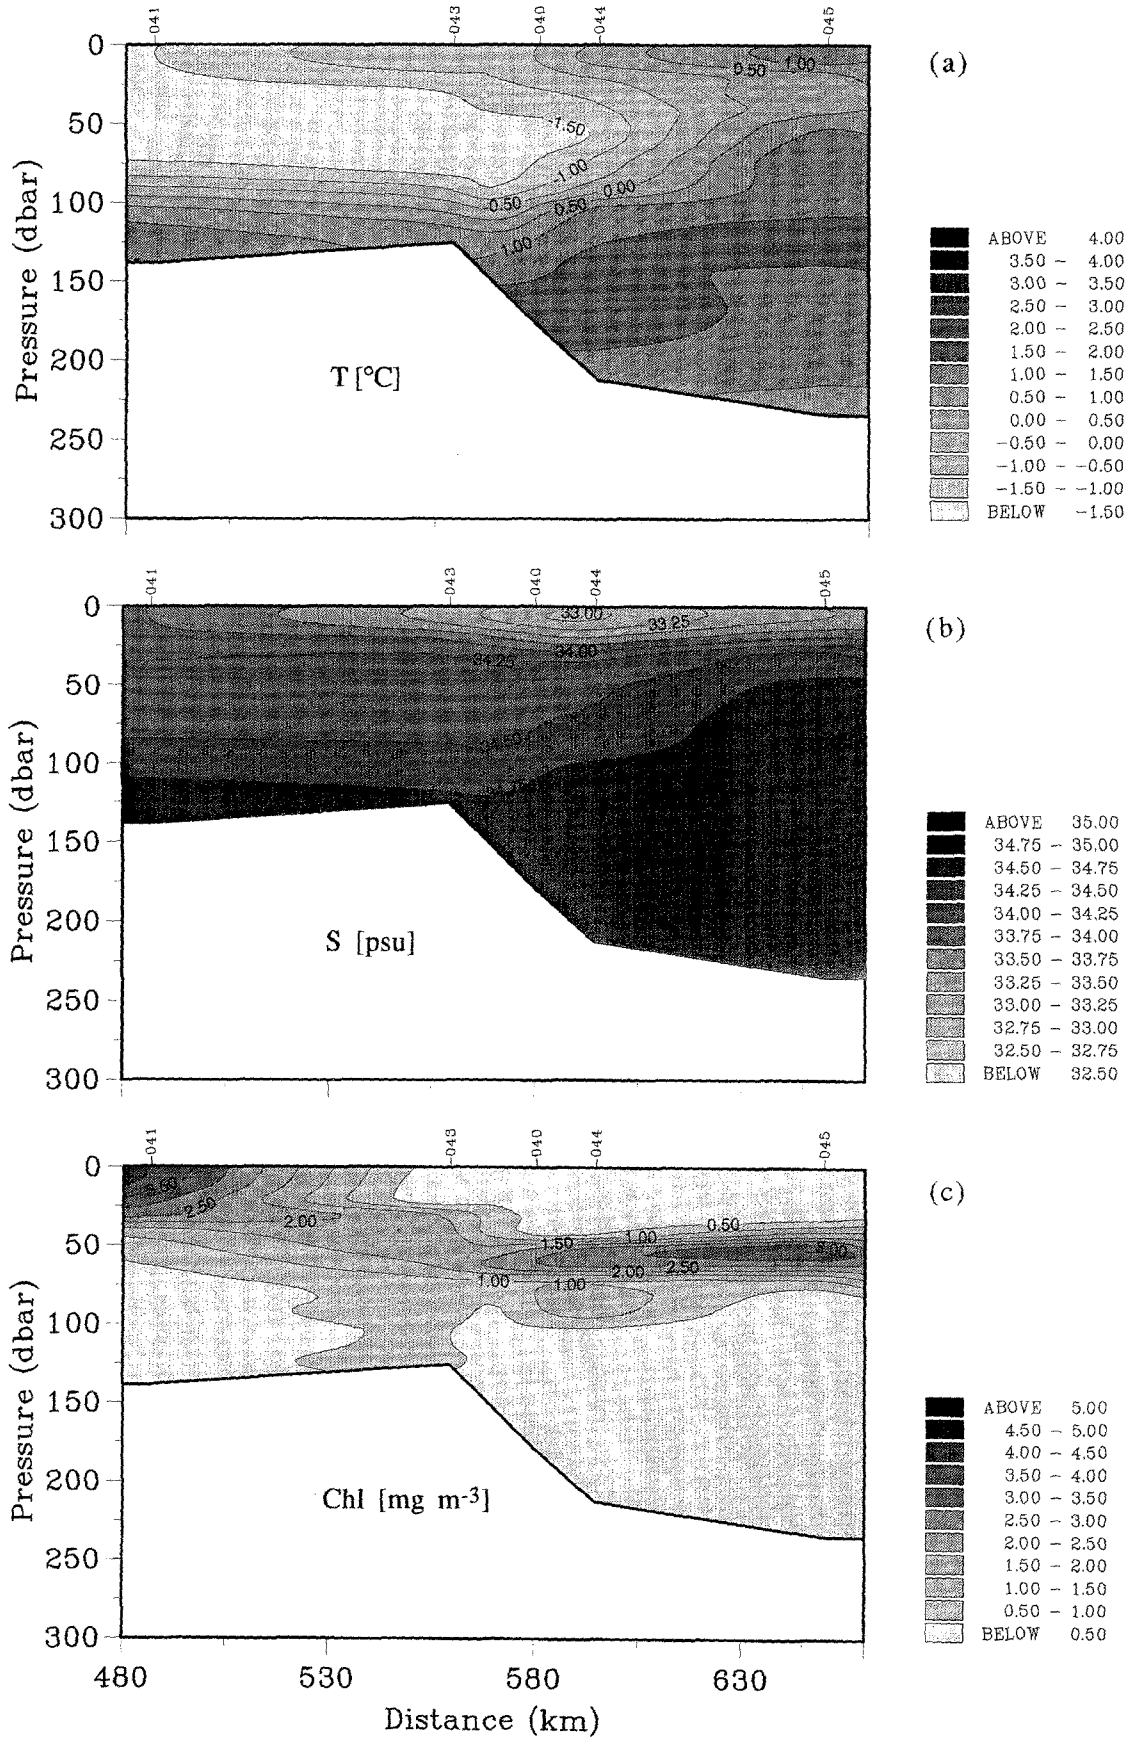 041 043 040 044 045
(a)
0
50
100
150
200
250
300
Pressure (dbar)
0.50 1.00
-1.50
-1.00
0.00
-0.50 0.50
1.00
T [°C]
ABOVE 4.00
3.50 – 4.00
3.00 – 3.50
2.50 – 3.00
2.00 – 2.50
1.50 – 2.00
1.00 – 1.50
0.50 – 1.00
0.00 – 0.50
-0.50 – 0.00
-1.00 – -0.50
-1.50 – -1.00
BELOW -1.50
041 043 040 044 045
(b)
0
50
100
150
200
250
300
Pressure (dbar)
33.00
33.25
34.00
34.25
S [psu]
ABOVE 35.00
34.75 – 35.00
34.50 – 34.75
34.25 – 34.50
34.00 – 34.25
33.75 – 34.00
33.50 – 33.75
33.25 – 33.50
33.00 – 33.25
32.75 – 33.00
32.50 – 32.75
BELOW 32.50
041 043 040 044 045
(c)
0
50
100
150
200
250
300
Pressure (dbar)
2.50
2.00
0.50
1.00
1.50
2.50
2.00
1.00 1.00
Chl [mg m-3]
ABOVE 5.00
4.50 – 5.00
4.00 – 4.50
3.50 – 4.00
3.00 – 3.50
2.50 – 3.00
2.00 – 2.50
1.50 – 2.00
1.00 – 1.50
0.50 – 1.00
BELOW 0.50
480 530 580 630
Distance (km)